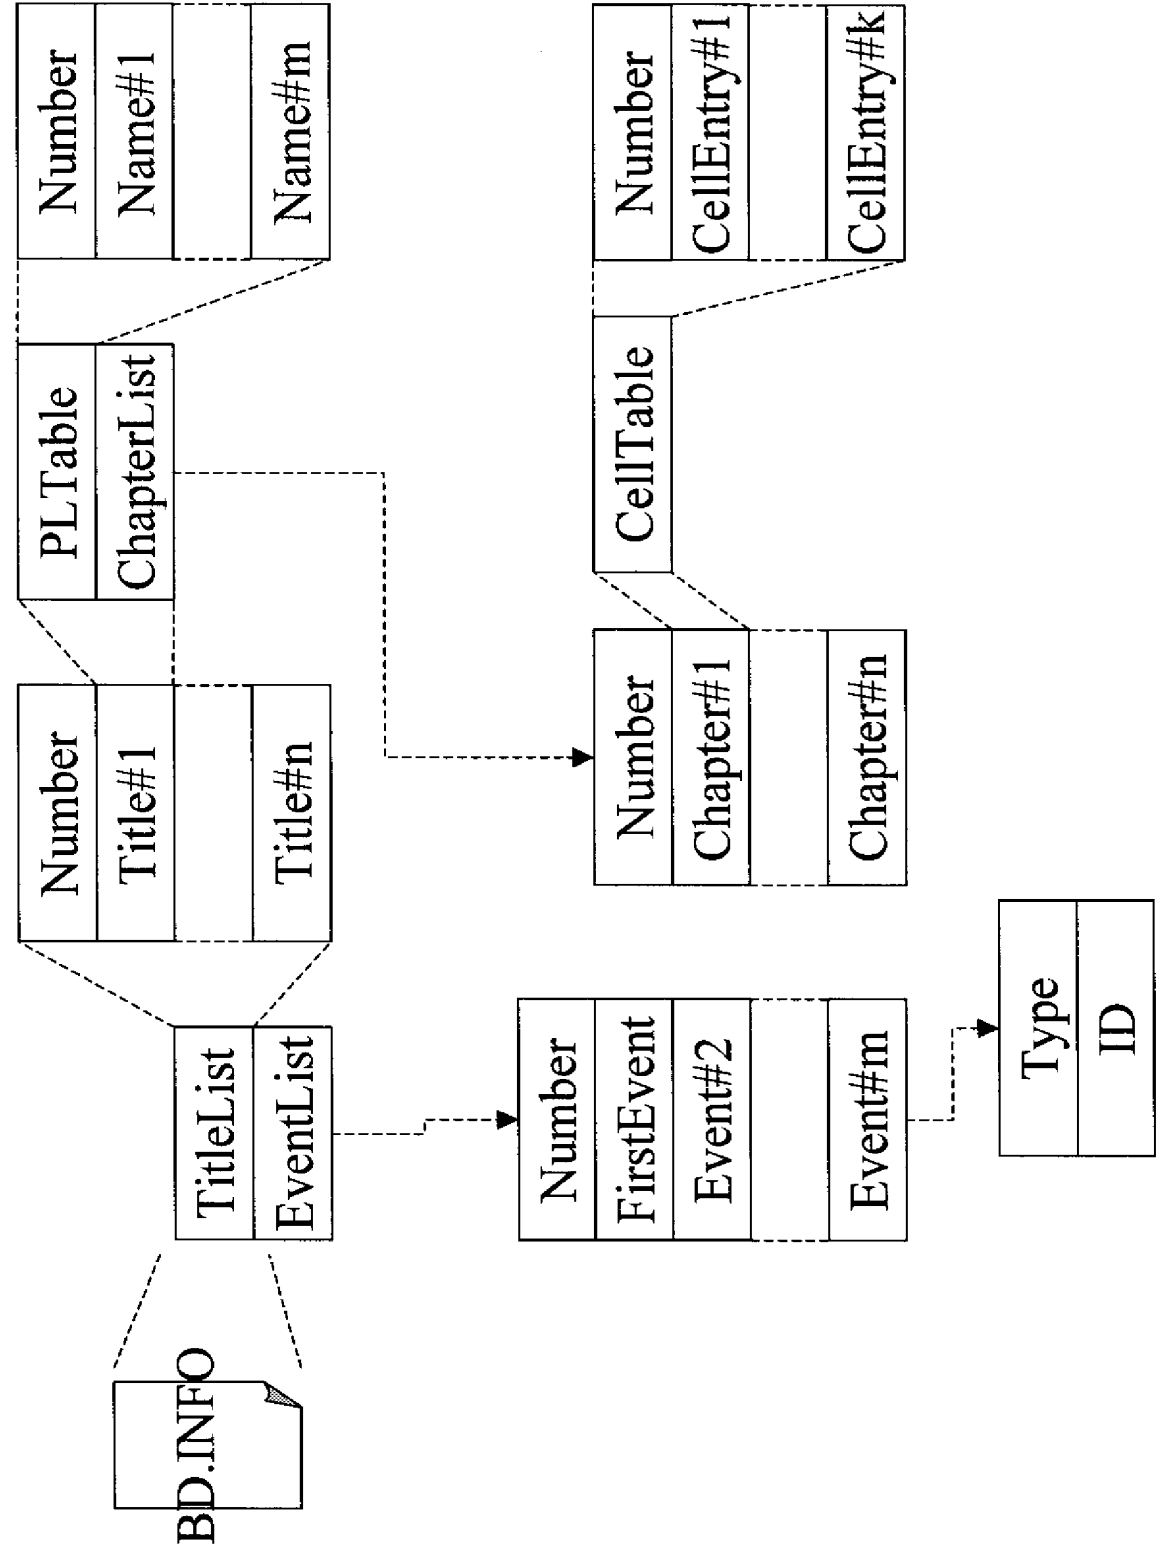 BD.INFO
TitleList
EventList
Number
Title#1
Title#n
PLTable
ChapterList
Number
Name#1
Name#m
Number
FirstEvent
Event#2
Event#m
Type
ID
Number
Chapter#1
Chapter#n
CellTable
Number
CellEntry#1
CellEntry#k